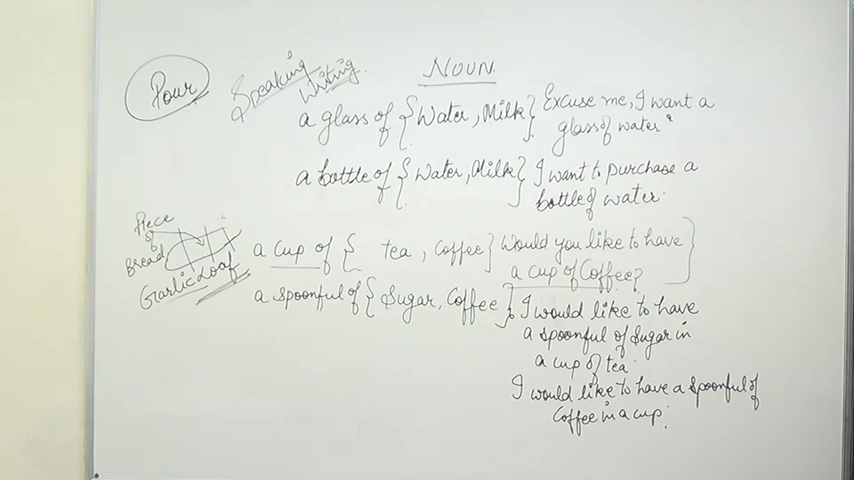 Pour
Speaking
Writing
NOUN
a glass of { Water, Milk } Excuse me, I want a
glass of water
a bottle of { Water, Milk } I want to purchase a
bottle of water.
Piece
of
Bread
Garlic Loaf
a cup of { tea, Coffee } Would you like to have
a cup of Coffee?
a spoonful of { Sugar, Coffee } I would like to have
a spoonful of Sugar in
a cup of tea.
I would like to have a spoonful of
Coffee in a cup.